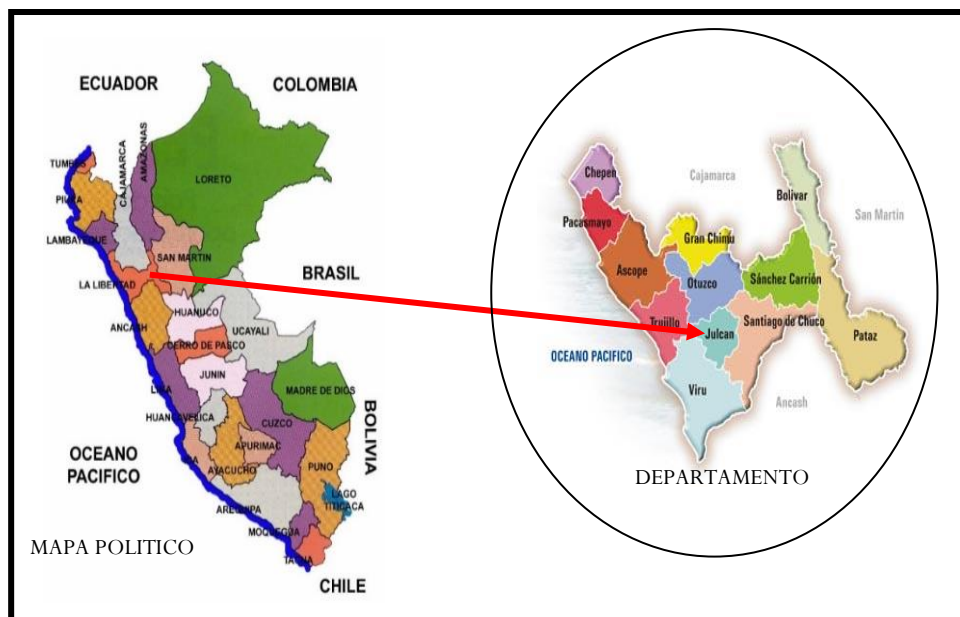 ECUADOR
COLOMBIA
TUMBES
CAJAMARCA
AMAZONAS
LORETO
PIURA
LAMBAYEQUE
SAN MARTIN
BRASIL
LA LIBERTAD
ANCASH
HUANUCO
UCAYALI
CERRO DE PASCO
JUNIN
LIMA
MADRE DE DIOS
HUANCAVELICA
CUZCO
BOLIVIA
OCEANO
PACIFICO
APURIMAC
ICA
AYACUCHO
PUNO
LAGO
TITICACA
AREQUIPA
MOQUEGUA
TACNA
MAPA POLITICO
CHILE
Chepen
Cajamarca
Bolivar
San Martín
Pacasmayo
Gran Chimu
Ascope
Otuzco
Sánchez Carrión
Trujillo
Julcan
Santiago de Chuco
Pataz
OCEANO PACIFICO
Viru
Ancash
DEPARTAMENTO